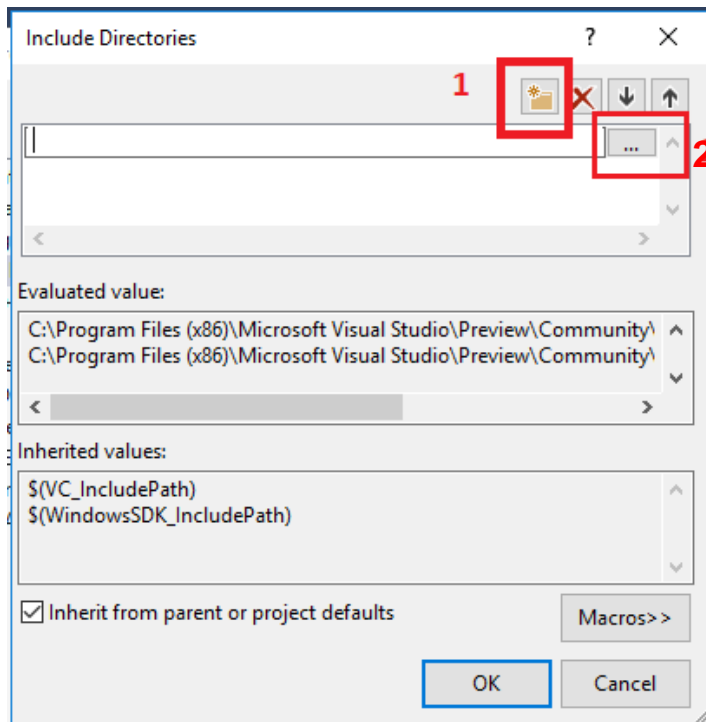 Include Directories
?
1
...
2
Evaluated value:
C:\Program Files (x86)\Microsoft Visual Studio\Preview\Community\
C:\Program Files (x86)\Microsoft Visual Studio\Preview\Community\
Inherited values:
$(VC_IncludePath)
$(WindowsSDK_IncludePath)
Inherit from parent or project defaults
Macros>>
OK
Cancel